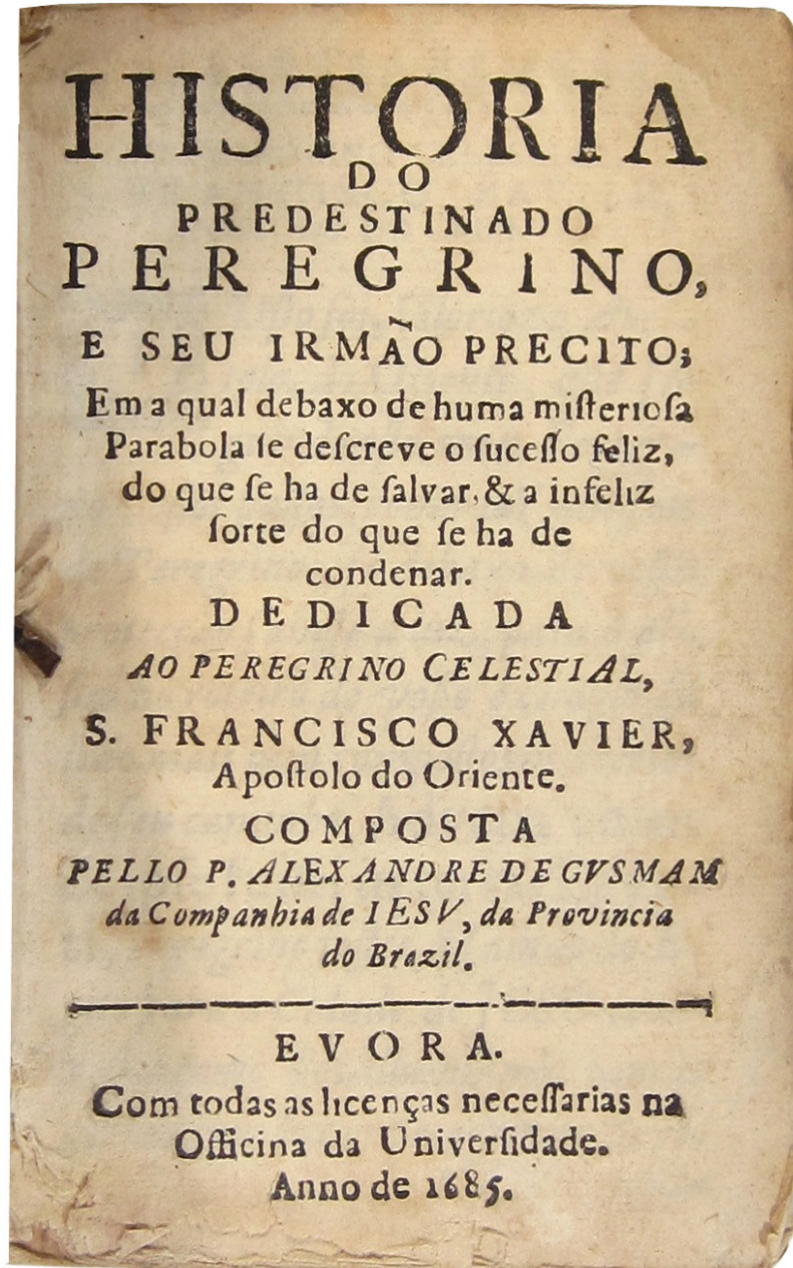 HISTORIA
DO
PREDESTINADO
PEREGRINO,
E SEU IRMÃO PRECITO;
Em a qual debaxo de huma miſterioſa
Parabola ſe deſcreve o ſuceſſo feliz,
do que ſe ha de ſalvar, & a infeliz
ſorte do que ſe ha de
condenar.
DEDICADA
AO PEREGRINO CELESTIAL,
S. FRANCISCO XAVIER,
Apoſtolo do Oriente.
COMPOSTA
PELLO P. ALEXANDRE DE GVSMAM
da Companhia de IESV, da Provincia
do Brazil.
EVORA.
Com todas as licenças neceſſarias na
Officina da Univerſidade.
Anno de 1685.